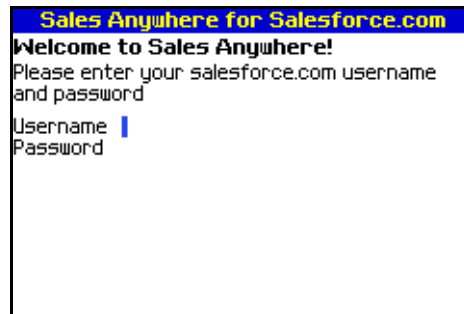 Sales Anywhere for Salesforce.com
Welcome to Sales Anywhere!
Please enter your salesforce.com username
and password
Username
Password